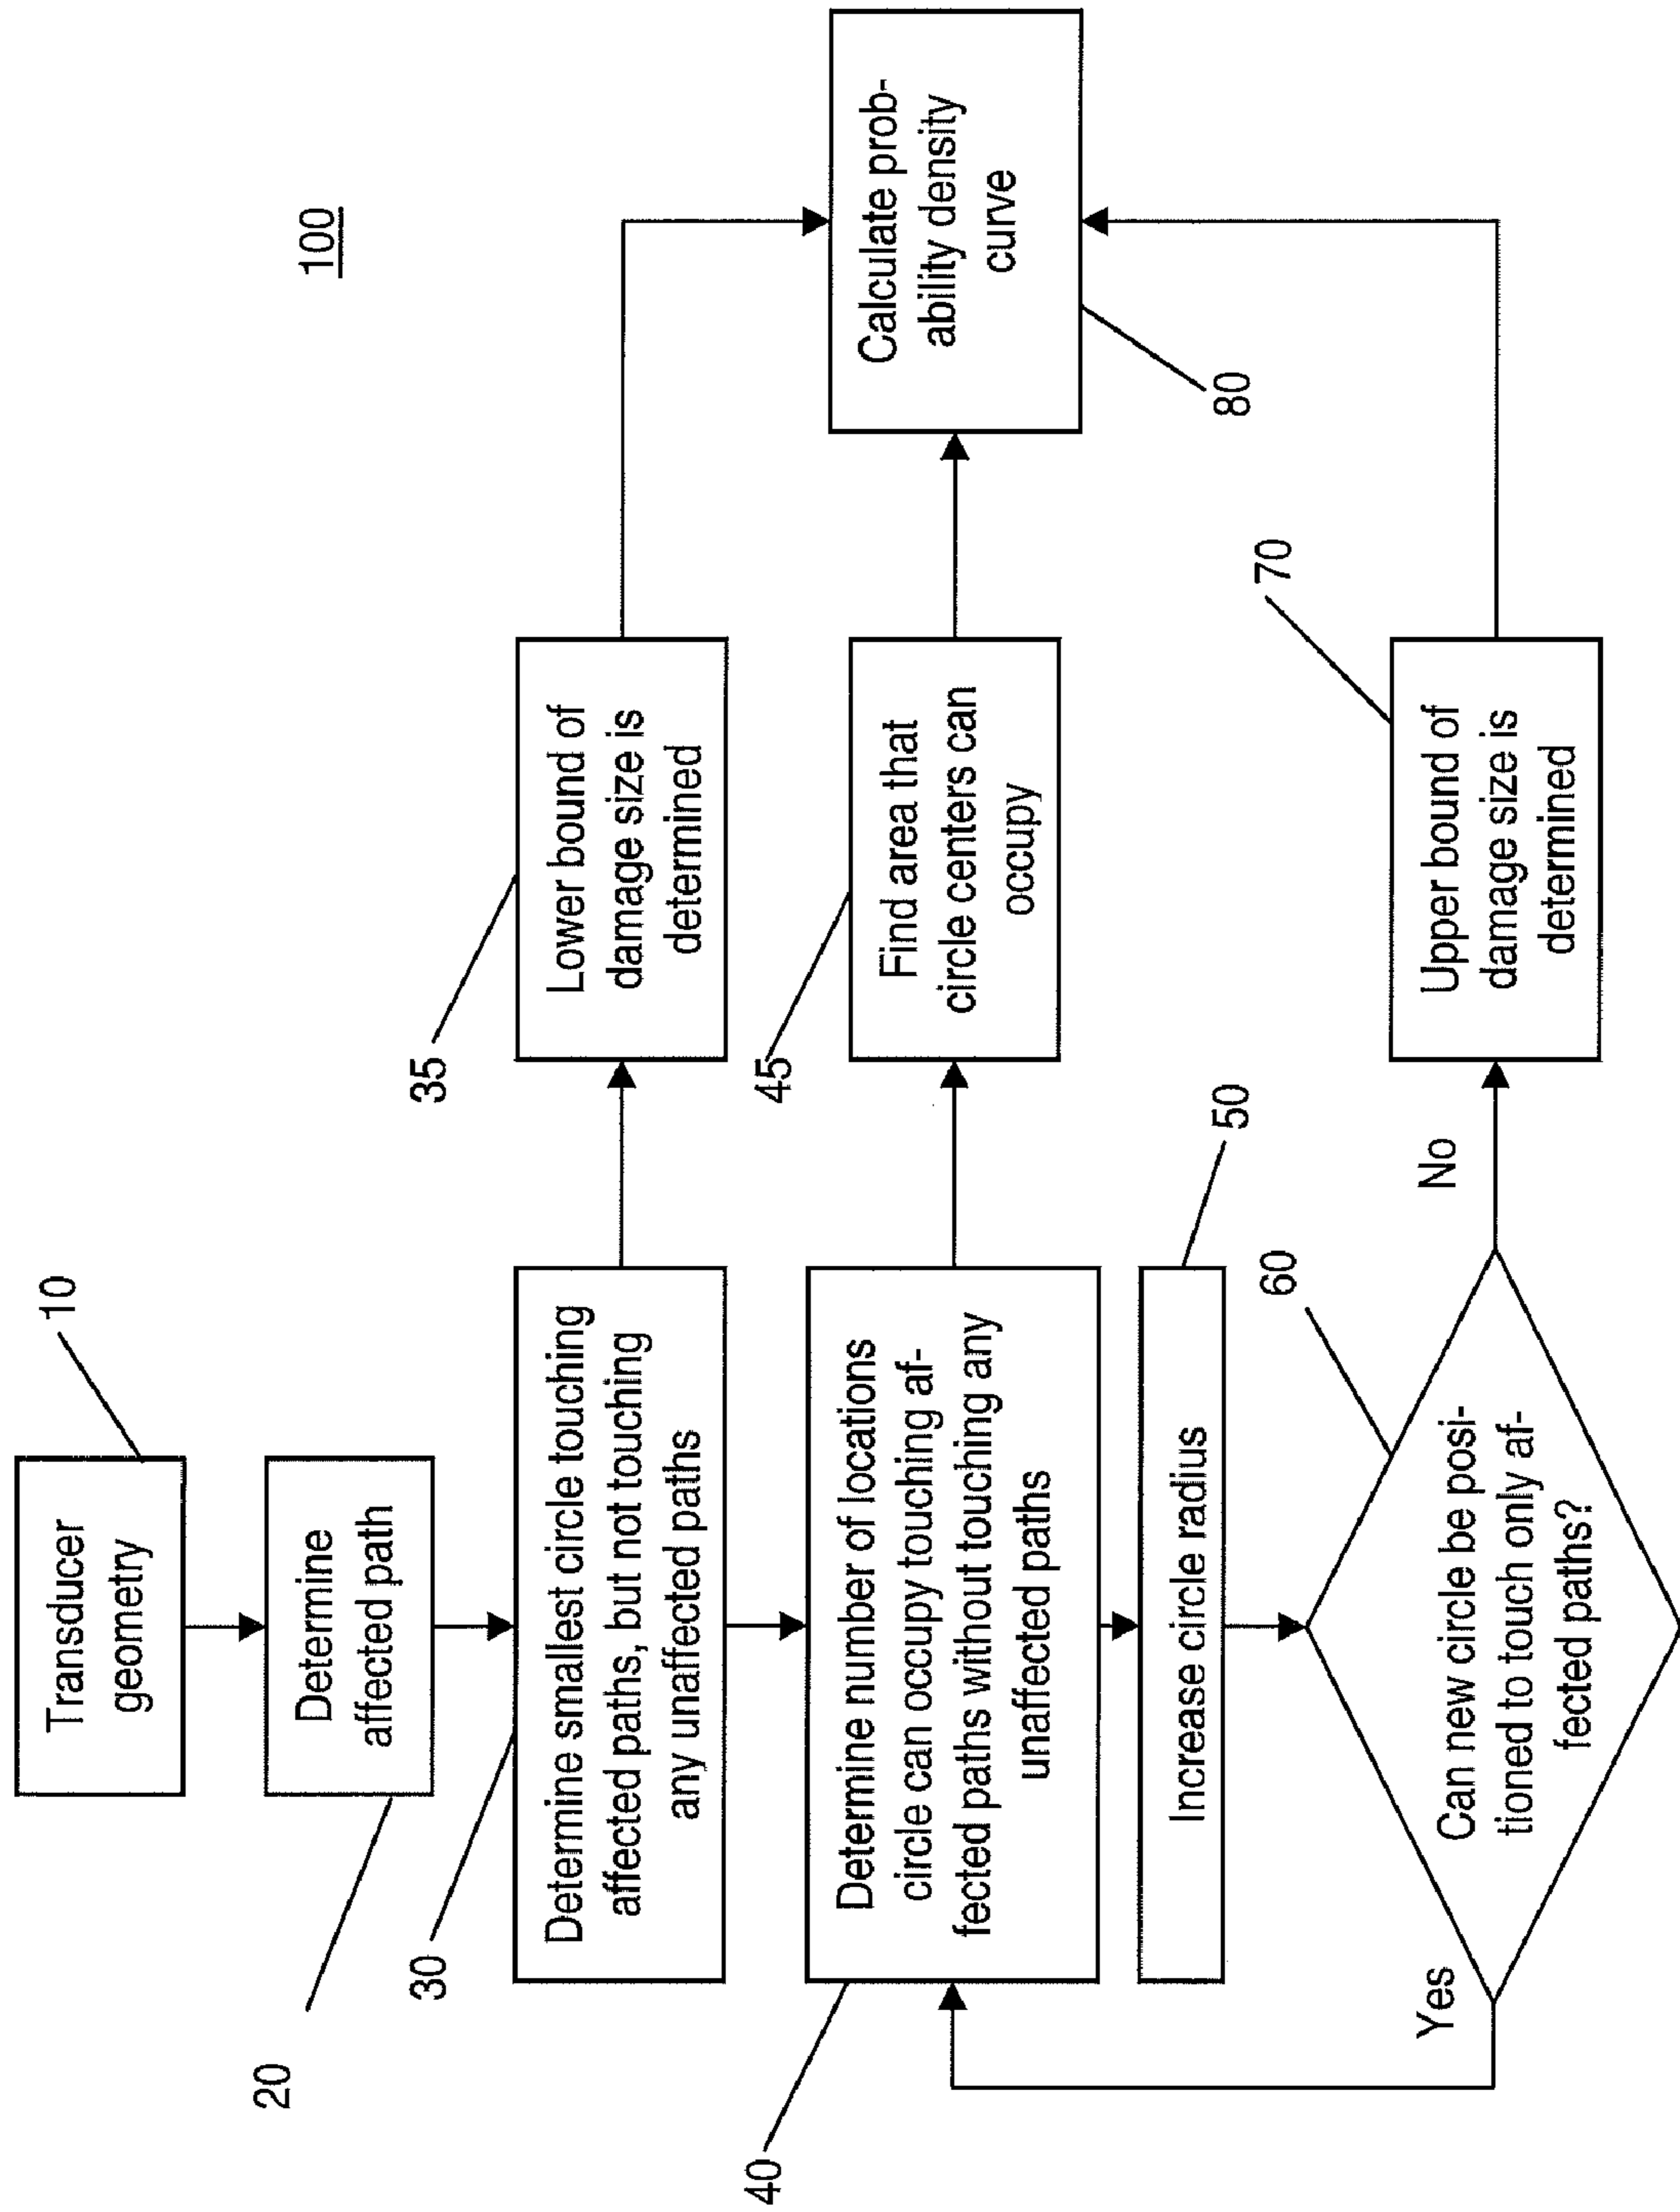 100
10
Transducer
geometry
20
Determine
affected path
30
Determine smallest circle touching
affected paths, but not touching
any unaffected paths
35
Lower bound of
damage size is
determined
40
Determine number of locations
circle can occupy touching af-
fected paths without touching any
unaffected paths
45
Find area that
circle centers can
occupy
50
Increase circle radius
60
Can new circle be posi-
tioned to touch only af-
fected paths?
Yes
No
70
Upper bound of
damage size is
determined
80
Calculate prob-
ability density
curve